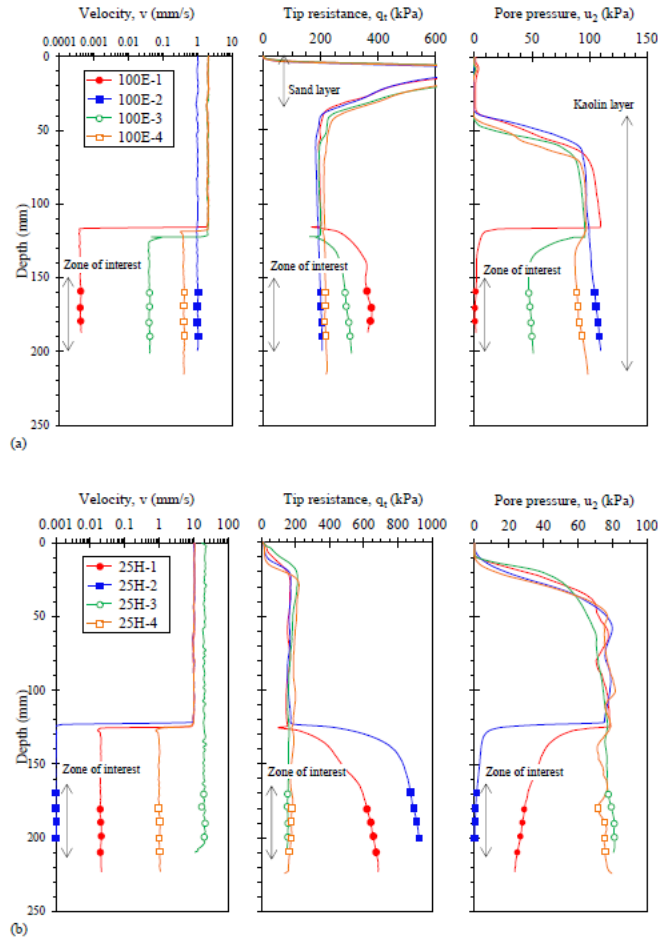 Velocity, v (mm/s)
Tip resistance, qt (kPa)
Pore pressure, u2 (kPa)
0.0001 0.001 0.01 0.1 1 10
0 200 400 600
0 50 100 150
0
50
100
150
200
250
Depth (mm)
100E-1
100E-2
100E-3
100E-4
Sand layer
Kaolin layer
Zone of interest
Zone of interest
Zone of interest
(a)
Velocity, v (mm/s)
Tip resistance, qt (kPa)
Pore pressure, u2 (kPa)
0.001 0.01 0.1 1 10 100
0 200 400 600 800 1000
0 20 40 60 80 100
0
50
100
150
200
250
Depth (mm)
25H-1
25H-2
25H-3
25H-4
Zone of interest
Zone of interest
Zone of interest
(b)